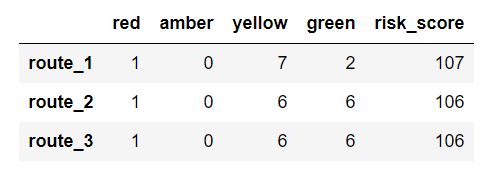 red amber yellow green risk_score
route_1 1 0 7 2 107
route_2 1 0 6 6 106
route_3 1 0 6 6 106